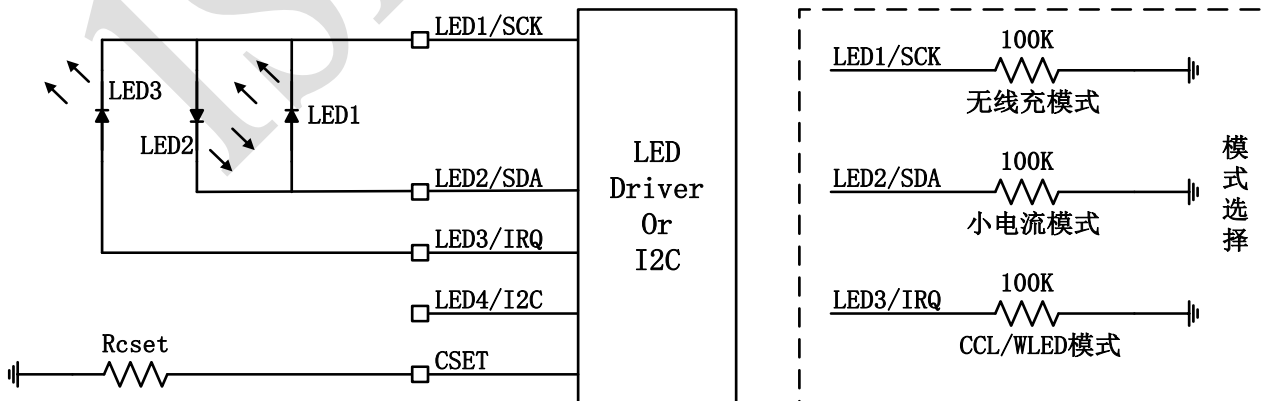 LED1/SCK
LED3
LED2
LED1
LED2/SDA
LED3/IRQ
LED4/I2C
Rcset
CSET
LED
Driver
Or
I2C
LED1/SCK
100K
无线充模式
LED2/SDA
100K
小电流模式
LED3/IRQ
100K
CCL/WLED模式
模
式
选
择